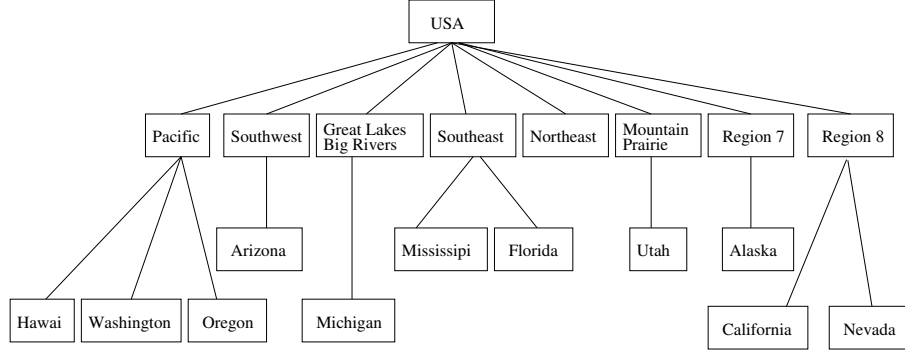 USA
Pacific
Southwest
Great Lakes
Big Rivers
Southeast
Northeast
Mountain
Prairie
Region 7
Region 8
Arizona
Mississipi
Florida
Utah
Alaska
Hawai
Washington
Oregon
Michigan
California
Nevada